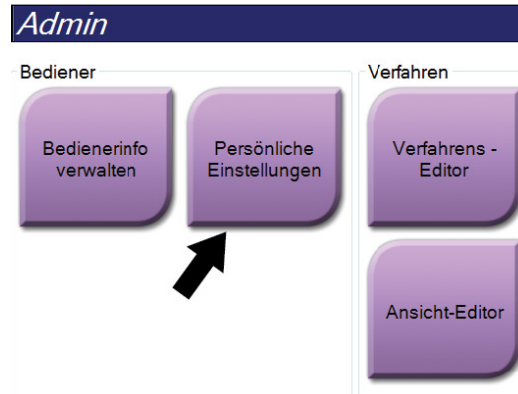 Admin
Bediener
Bedienerinfo
verwalten
Persönliche
Einstellungen
Verfahren
Verfahrens -
Editor
Ansicht-Editor